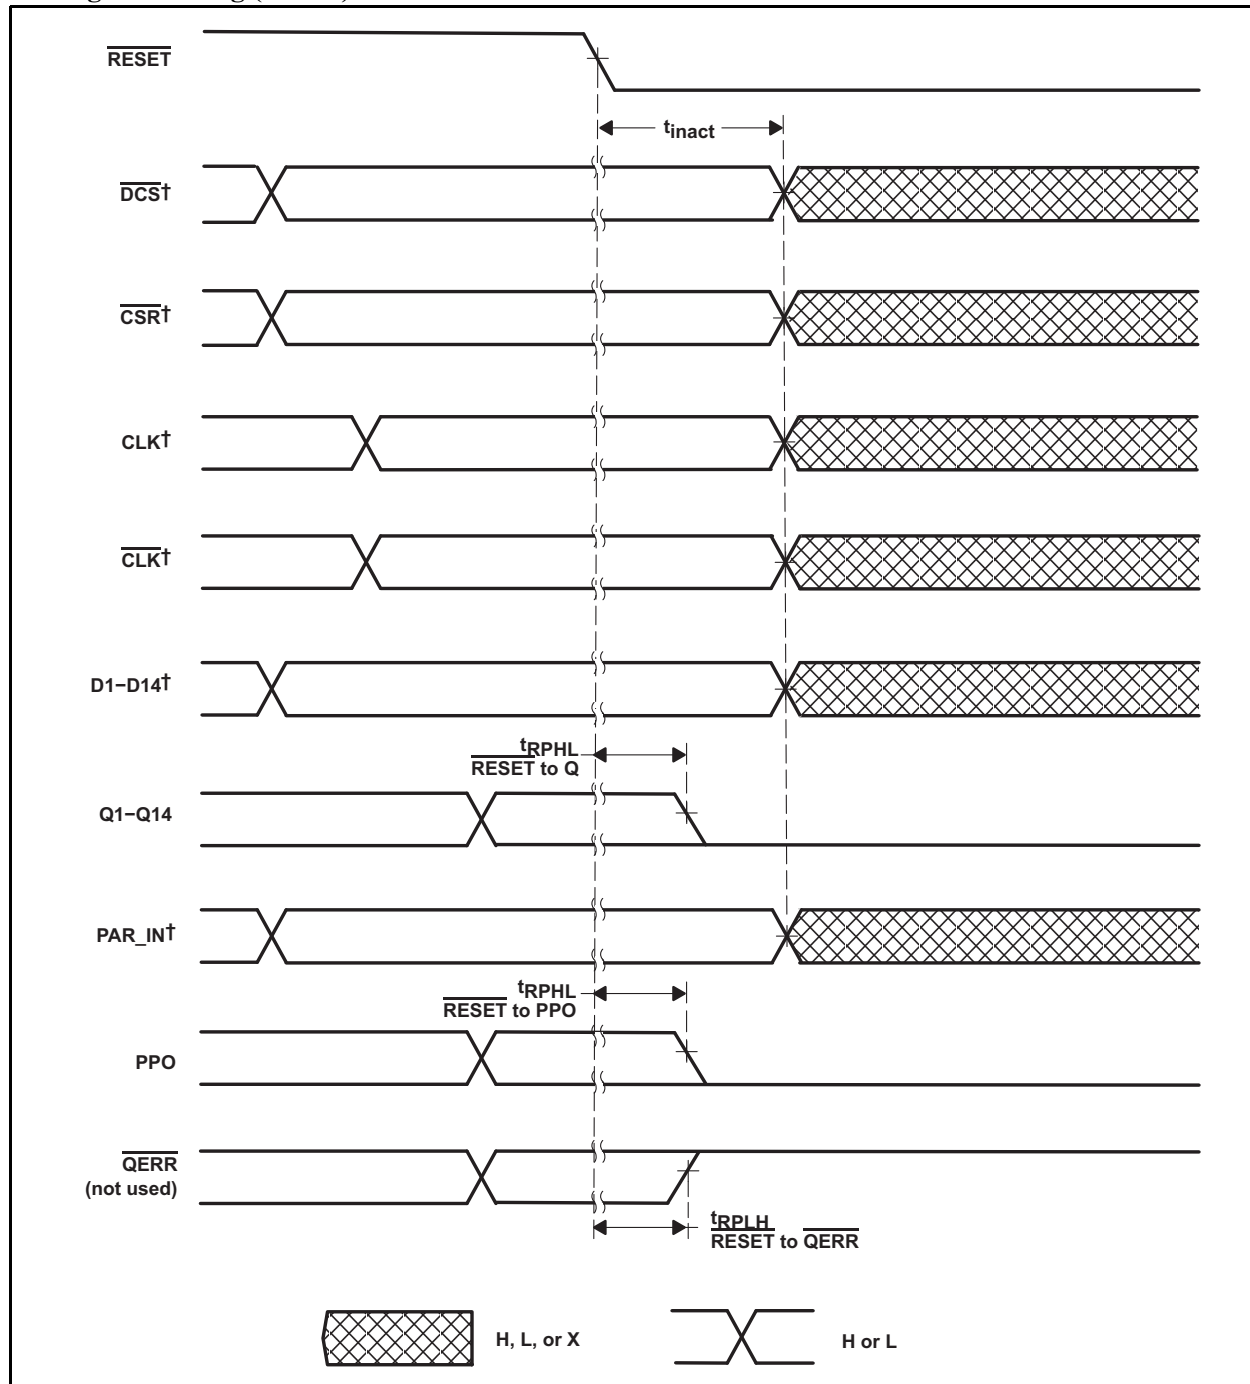 RESET
tinact
DCS†
CSR†
CLK†
CLK†
D1−D14†
tRPHL
RESET to Q
Q1−Q14
PAR_IN†
tRPHL
RESET to PPO
PPO
QERR
(not used)
tRPLH
RESET to QERR
H, L, or X
H or L